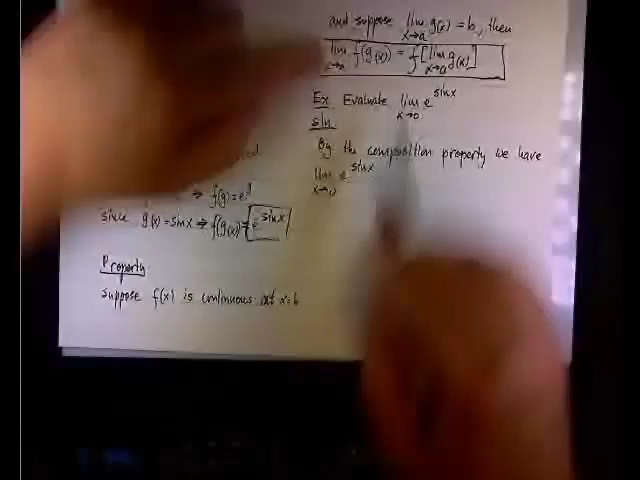 ⇒ f(g) = e^g
since g(x) = sinx ⇒ f(g(x)) = e^sinx
Property
Suppose f(x) is continuous at x=b
and suppose lim x→a g(x) = b, then
lim x→a f(g(x)) = f[lim x→a g(x)]
Ex. Evaluate lim x→0 e^sinx
sln.
By the composition property we have
lim x→0 e^sinx